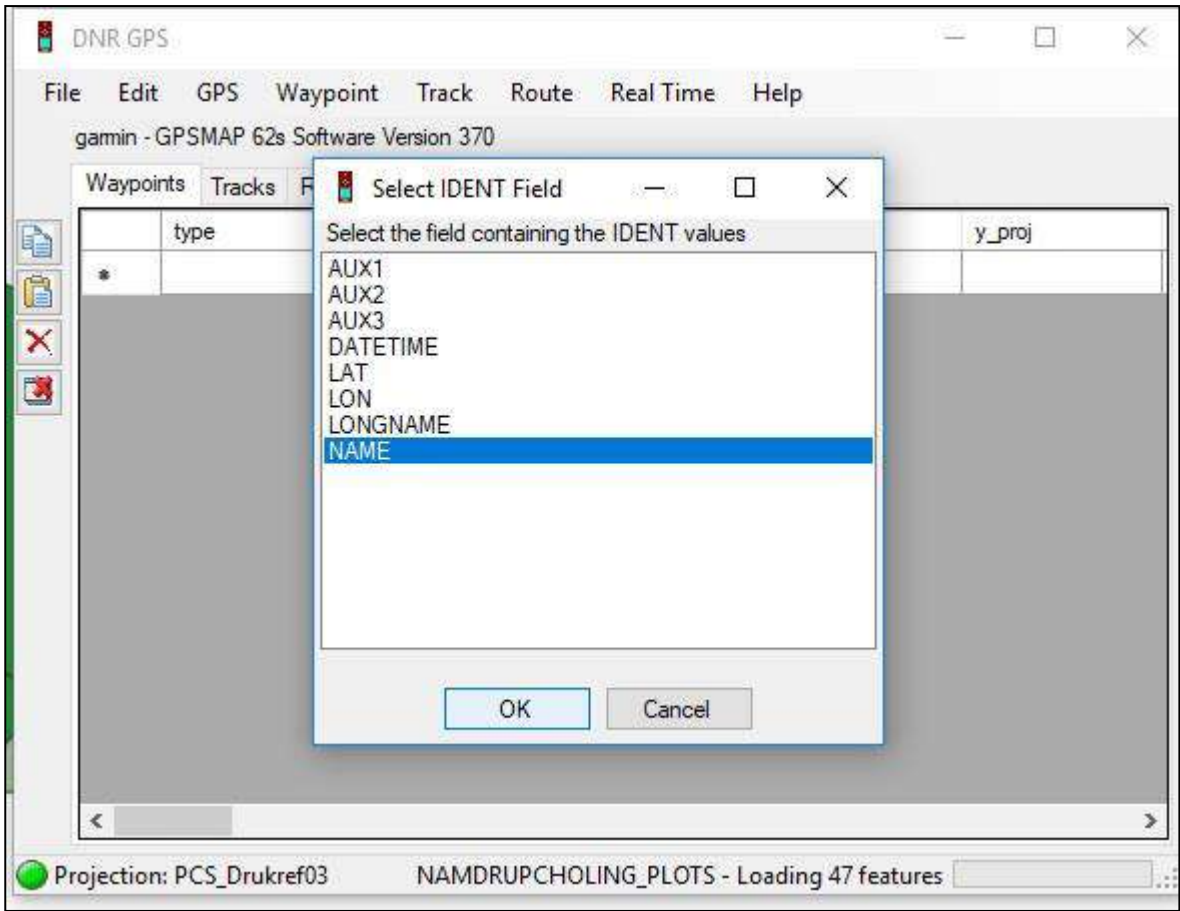 DNR GPS
File Edit GPS Waypoint Track Route Real Time Help
garmin - GPSMAP 62s Software Version 370
Waypoints Tracks R
Select IDENT Field
type
Select the field containing the IDENT values
y_proj
*
AUX1
AUX2
AUX3
DATETIME
LAT
LON
LONGNAME
NAME
OK Cancel
Projection: PCS_Drukref03 NAMDRUPCHOLING_PLOTS - Loading 47 features